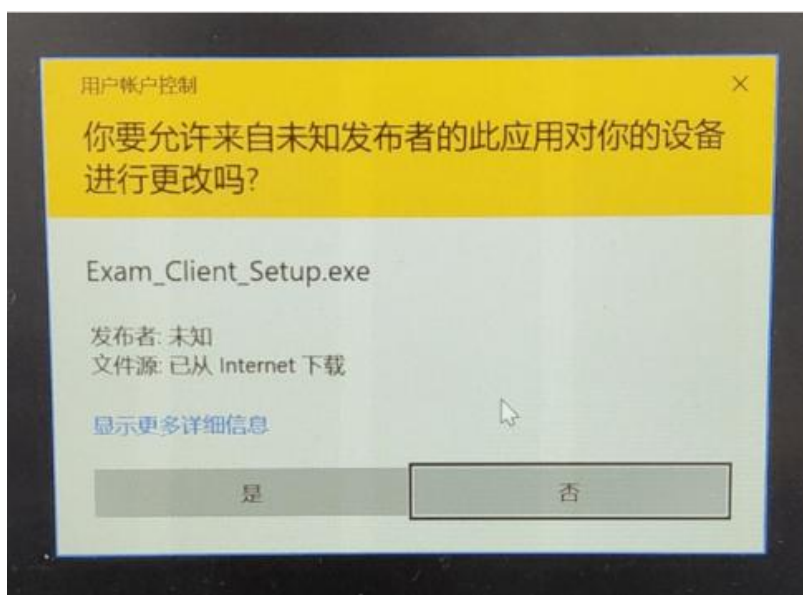 用户帐户控制
你要允许来自未知发布者的此应用对你的设备
进行更改吗?
Exam_Client_Setup.exe
发布者: 未知
文件源: 已从 Internet 下载
显示更多详细信息
是
否